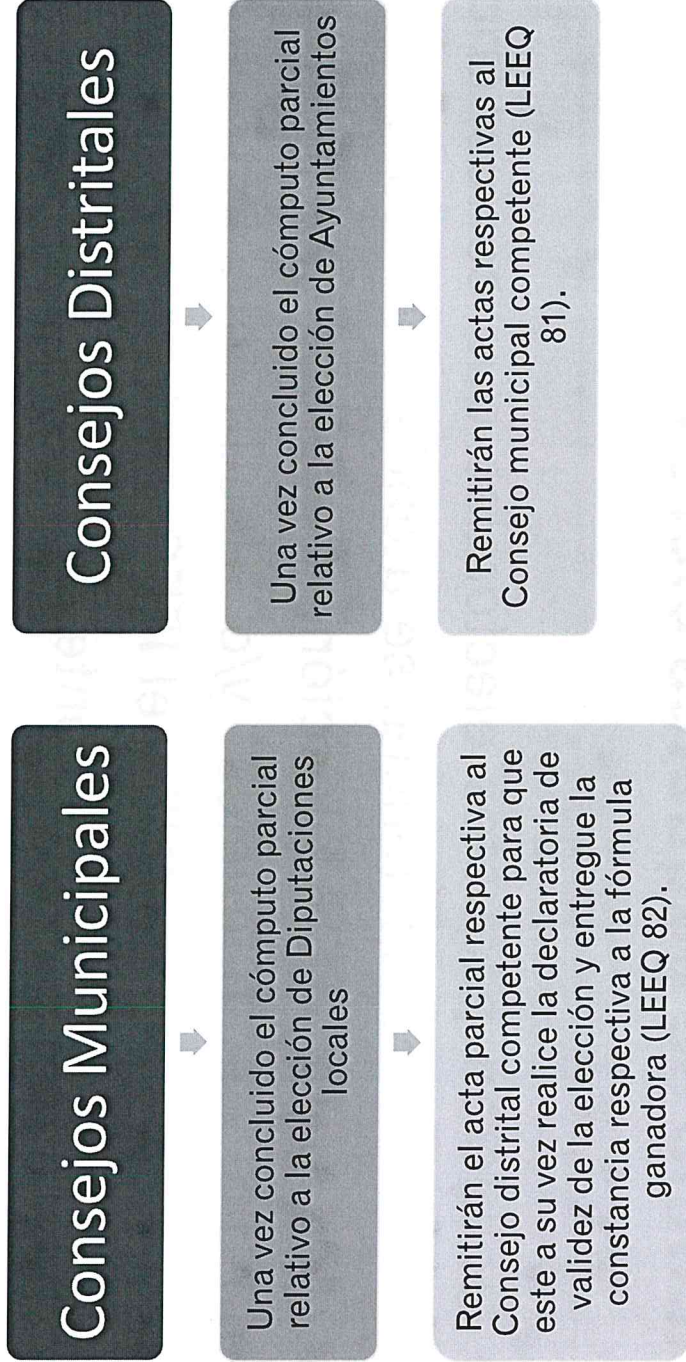 Consejos Municipales
Una vez concluido el cómputo parcial
relativo a la elección de Diputaciones
locales
Remitirán el acta parcial respectiva al
Consejo distrital competente para que
este a su vez realice la declaratoria de
validez de la elección y entregue la
constancia respectiva a la fórmula
ganadora (LEEQ 82).
Consejos Distritales
Una vez concluido el cómputo parcial
relativo a la elección de Ayuntamientos
Remitirán las actas respectivas al
Consejo municipal competente (LEEQ
81).